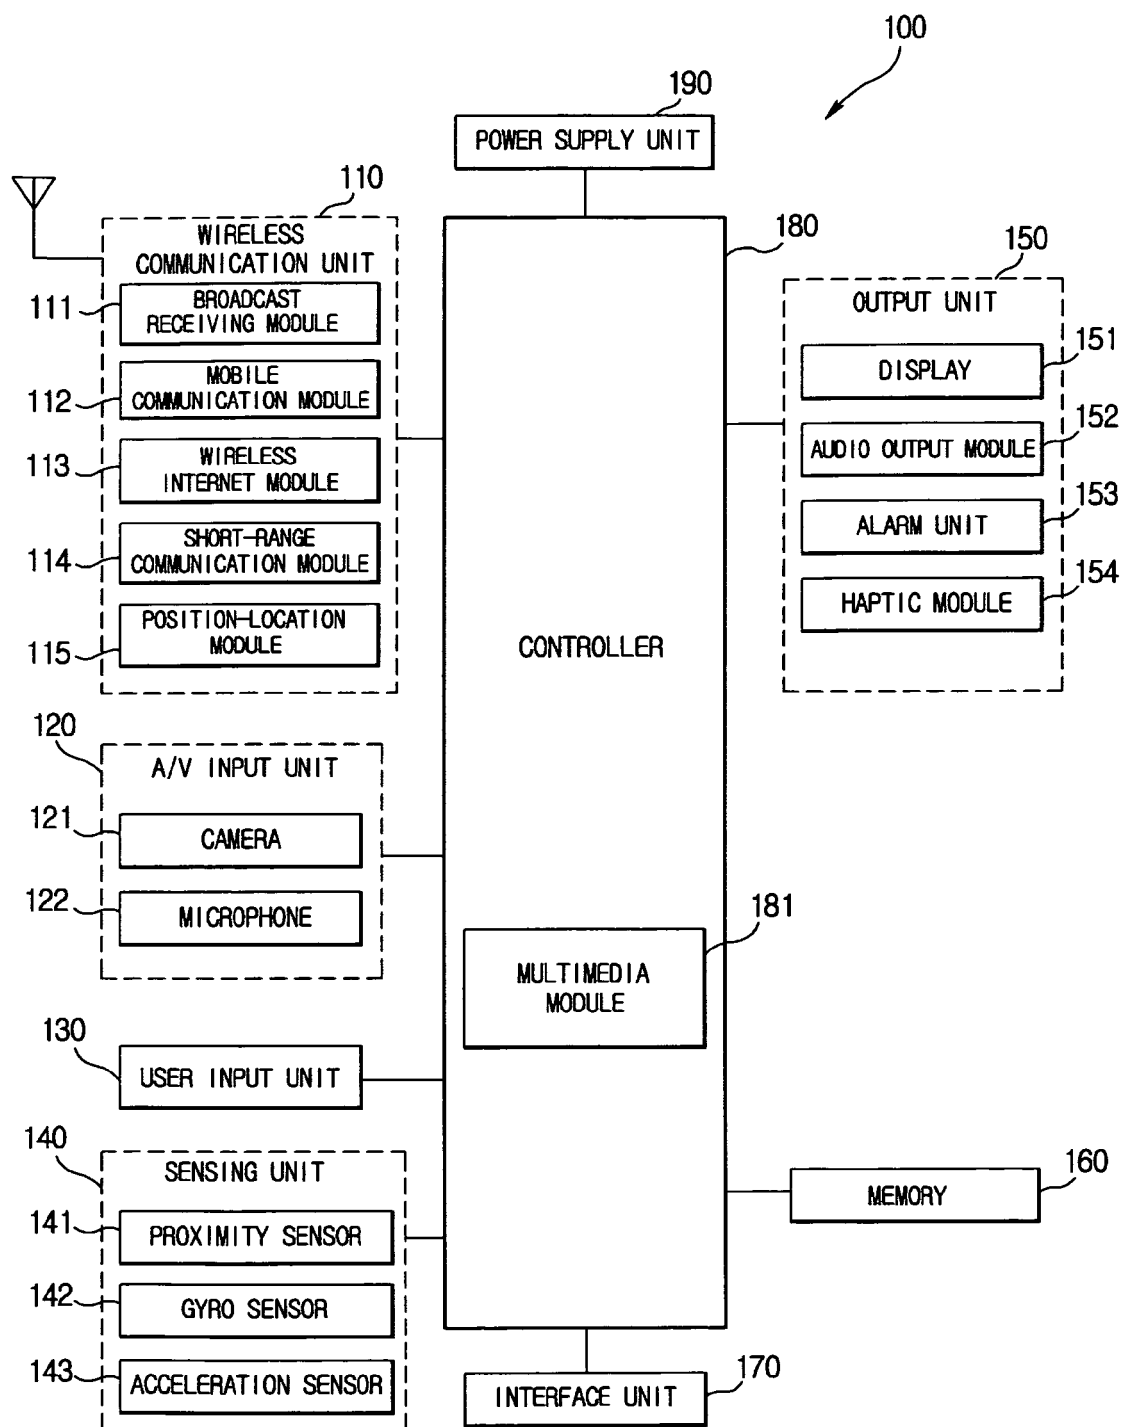 100
190
POWER SUPPLY UNIT
110
WIRELESS
COMMUNICATION UNIT
111
BROADCAST
RECEIVING MODULE
112
MOBILE
COMMUNICATION MODULE
113
WIRELESS
INTERNET MODULE
114
SHORT-RANGE
COMMUNICATION MODULE
115
POSITION-LOCATION
MODULE
120
A/V INPUT UNIT
121
CAMERA
122
MICROPHONE
130
USER INPUT UNIT
140
SENSING UNIT
141
PROXIMITY SENSOR
142
GYRO SENSOR
143
ACCELERATION SENSOR
180
CONTROLLER
181
MULTIMEDIA
MODULE
150
OUTPUT UNIT
151
DISPLAY
152
AUDIO OUTPUT MODULE
153
ALARM UNIT
154
HAPTIC MODULE
160
MEMORY
170
INTERFACE UNIT